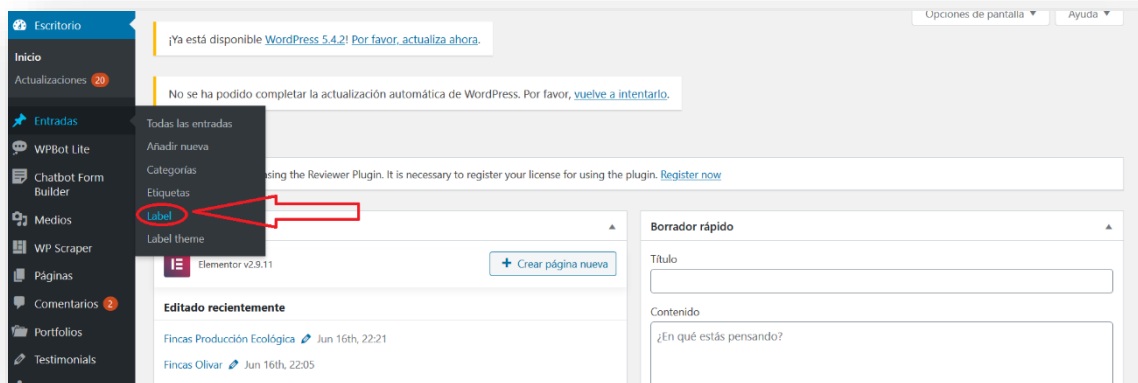 Opciones de pantalla ▼ Ayuda ▼
Escritorio
Inicio
Actualizaciones 20
Entradas
WPBot Lite
Chatbot Form
Builder
Medios
WP Scraper
Páginas
Comentarios 2
Portfolios
Testimonials
Todas las entradas
Añadir nueva
Categorías
Etiquetas
Label
Label theme
¡Ya está disponible WordPress 5.4.2! Por favor, actualiza ahora.
No se ha podido completar la actualización automática de WordPress. Por favor, vuelve a intentarlo.
using the Reviewer Plugin. It is necessary to register your license for using the plugin. Register now
Elementor v2.9.11
+ Crear página nueva
Editado recientemente
Fincas Producción Ecológica Jun 16th, 22:21
Fincas Olivar Jun 16th, 22:05
Borrador rápido
Título
Contenido
¿En qué estás pensando?